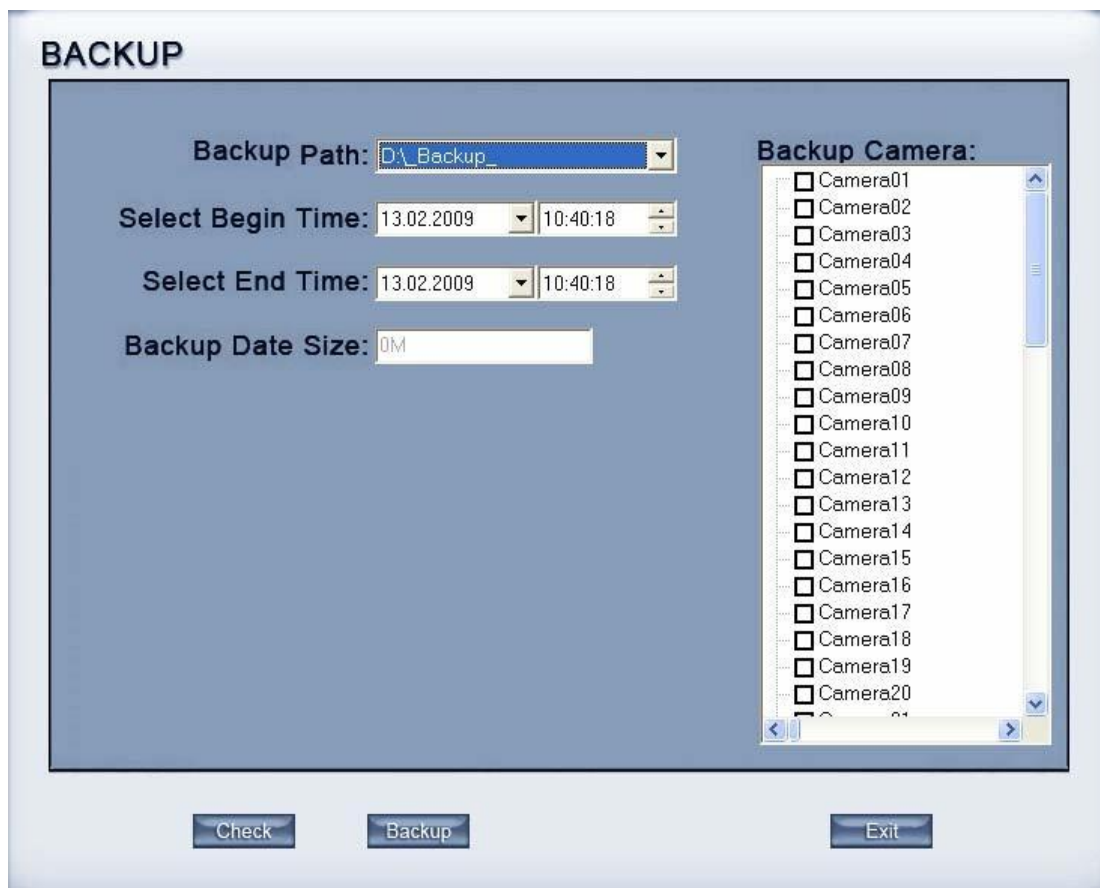 BACKUP
Backup Path: D:\_Backup_
Select Begin Time: 13.02.2009 10:40:18
Select End Time: 13.02.2009 10:40:18
Backup Date Size: 0M
Backup Camera:
Camera01
Camera02
Camera03
Camera04
Camera05
Camera06
Camera07
Camera08
Camera09
Camera10
Camera11
Camera12
Camera13
Camera14
Camera15
Camera16
Camera17
Camera18
Camera19
Camera20
Check
Backup
Exit